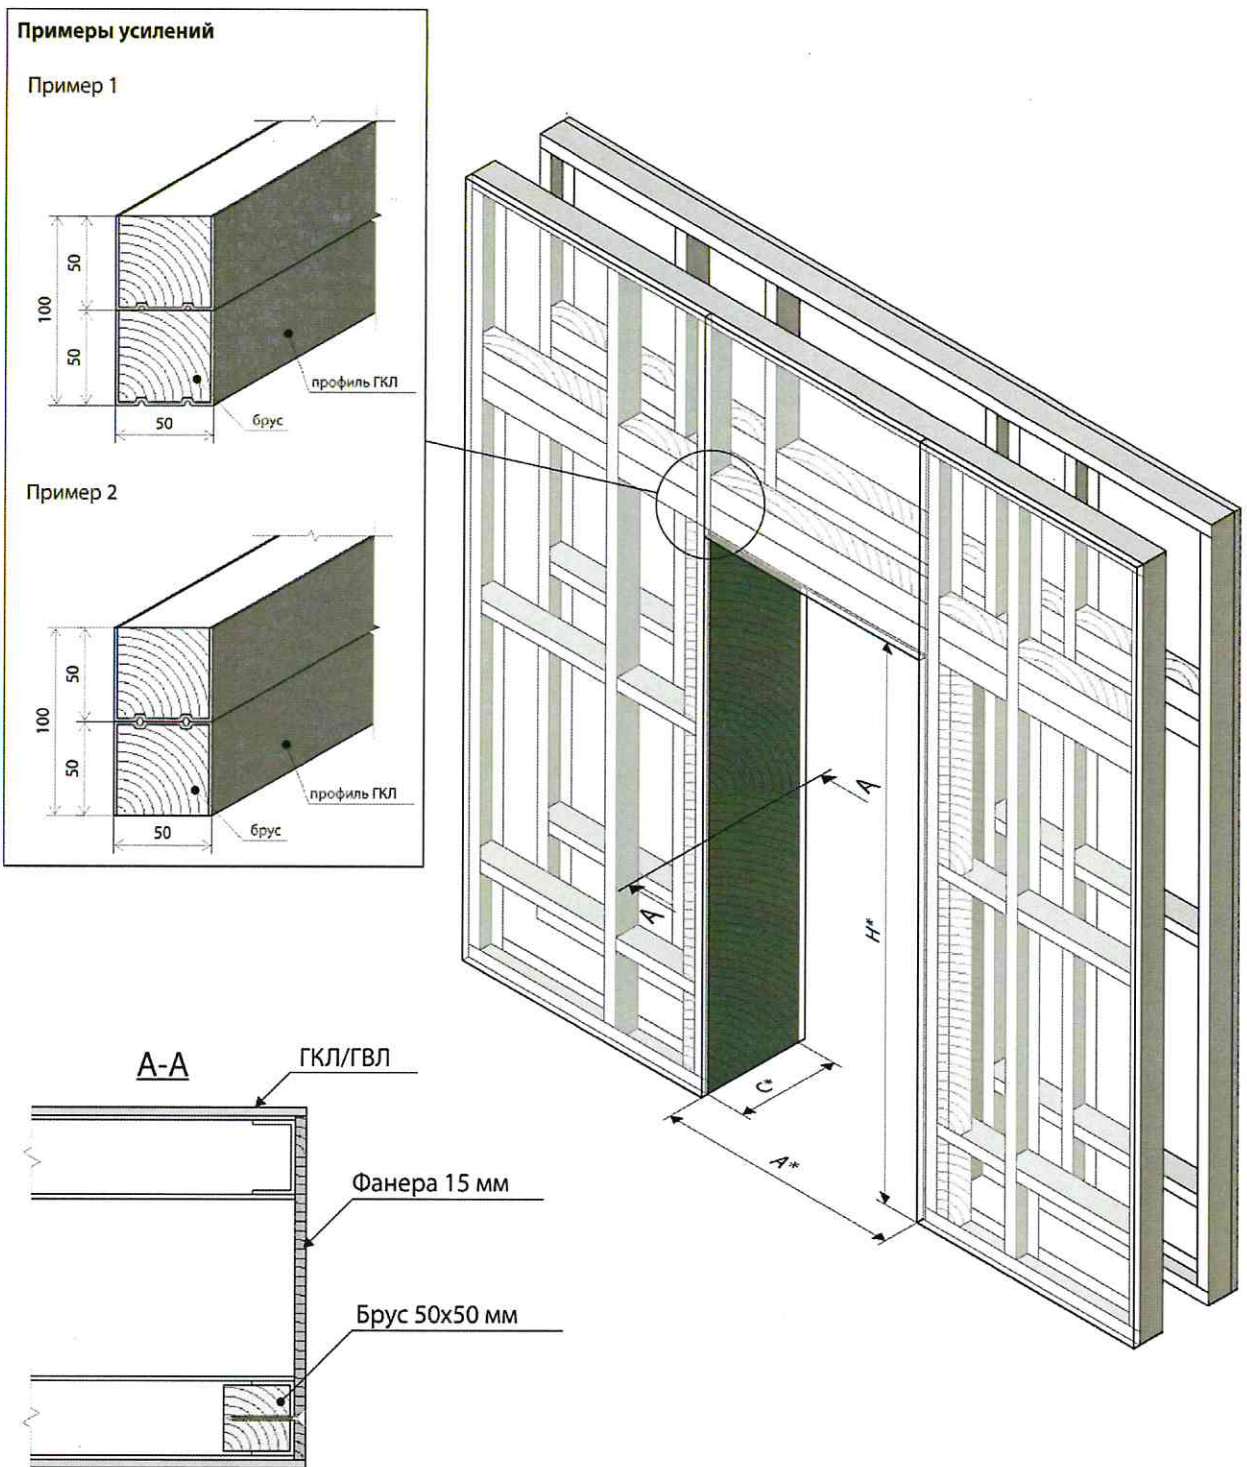 Примеры усилений
Пример 1
50
100
50
50
профиль ГКЛ
брус
Пример 2
50
100
50
50
профиль ГКЛ
брус
A
A
H*
C*
A*
A-A
ГКЛ/ГВЛ
Фанера 15 мм
Брус 50х50 мм